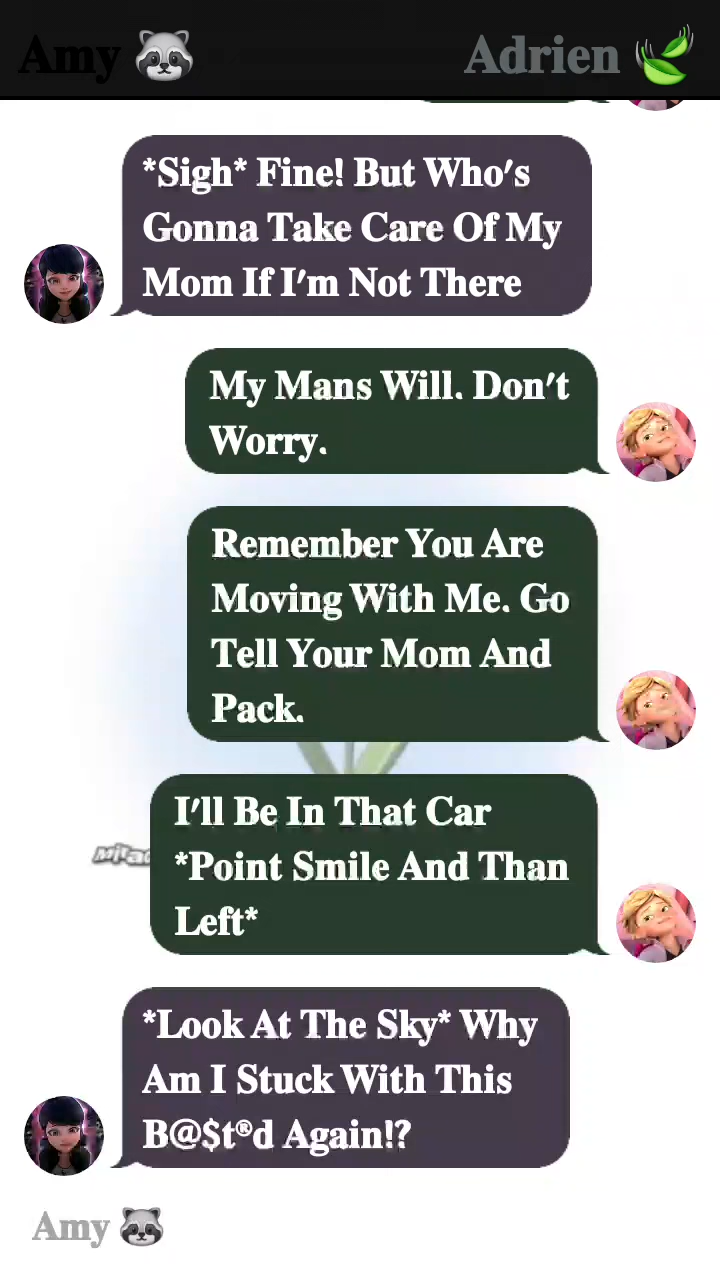 Amy 🦝 Adrien 🍃
*Sigh* Fine! But Who's
Gonna Take Care Of My
Mom If I'm Not There
My Mans Will. Don't
Worry.
Remember You Are
Moving With Me. Go
Tell Your Mom And
Pack.
I'll Be In That Car
*Point Smile And Than
Left*
*Look At The Sky* Why
Am I Stuck With This
B@$t®d Again!?
Amy 🦝